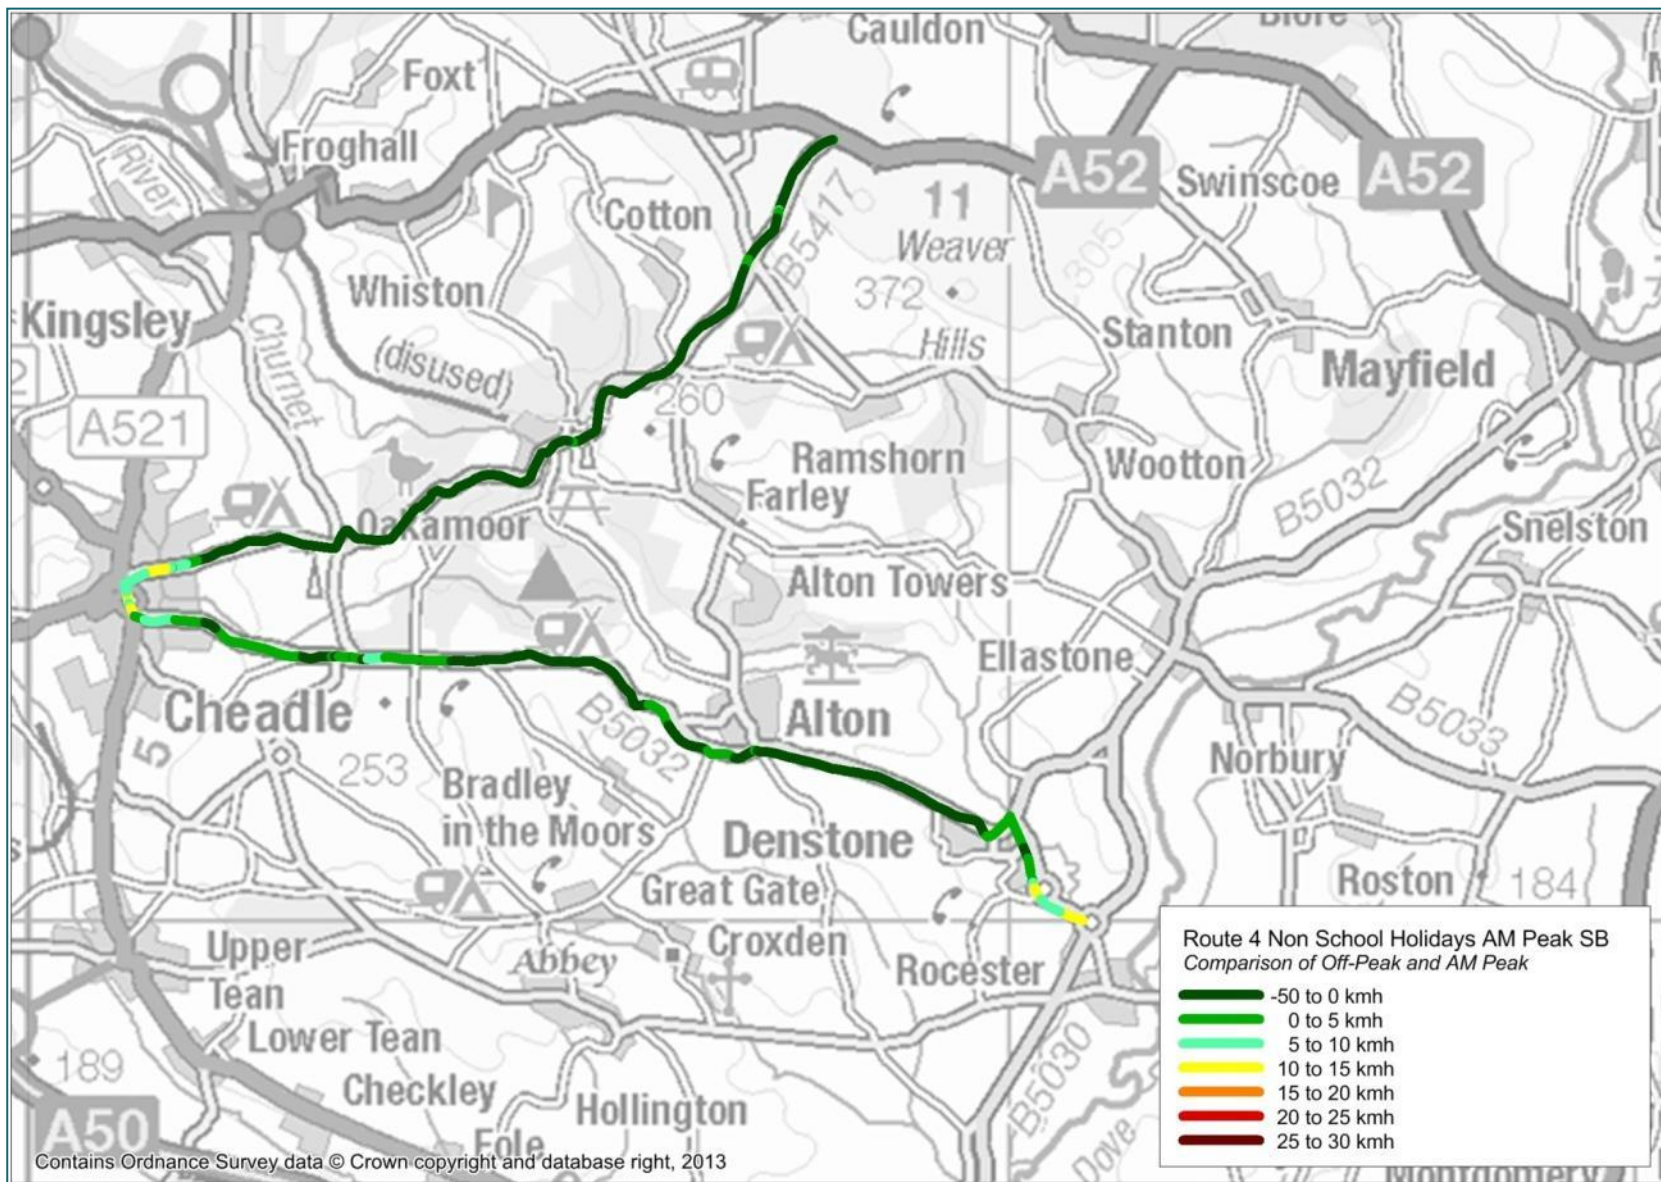 Cauldon
Blore
Foxt
Froghall
A52
A52
Swinscoe
River
Cotton
B5417
11
Weaver
305
372
Hills
Whiston
Kingsley
Churnet
(disused)
Stanton
Mayfield
A521
260
Ramshorn
Farley
Wootton
B5032
Oakamoor
Snelston
Alton Towers
Ellastone
Cheadle
B5032
Alton
B5033
5
253
Norbury
Bradley
in the Moors
Denstone
Great Gate
Roston
184
Croxden
Abbey
Upper
Tean
Rocester
Lower Tean
189
Checkley
Hollington
B5030
Dove
A50
Fole
Montgomery
Contains Ordnance Survey data © Crown copyright and database right, 2013
Route 4 Non School Holidays AM Peak SB
Comparison of Off-Peak and AM Peak
-50 to 0 kmh
0 to 5 kmh
5 to 10 kmh
10 to 15 kmh
15 to 20 kmh
20 to 25 kmh
25 to 30 kmh